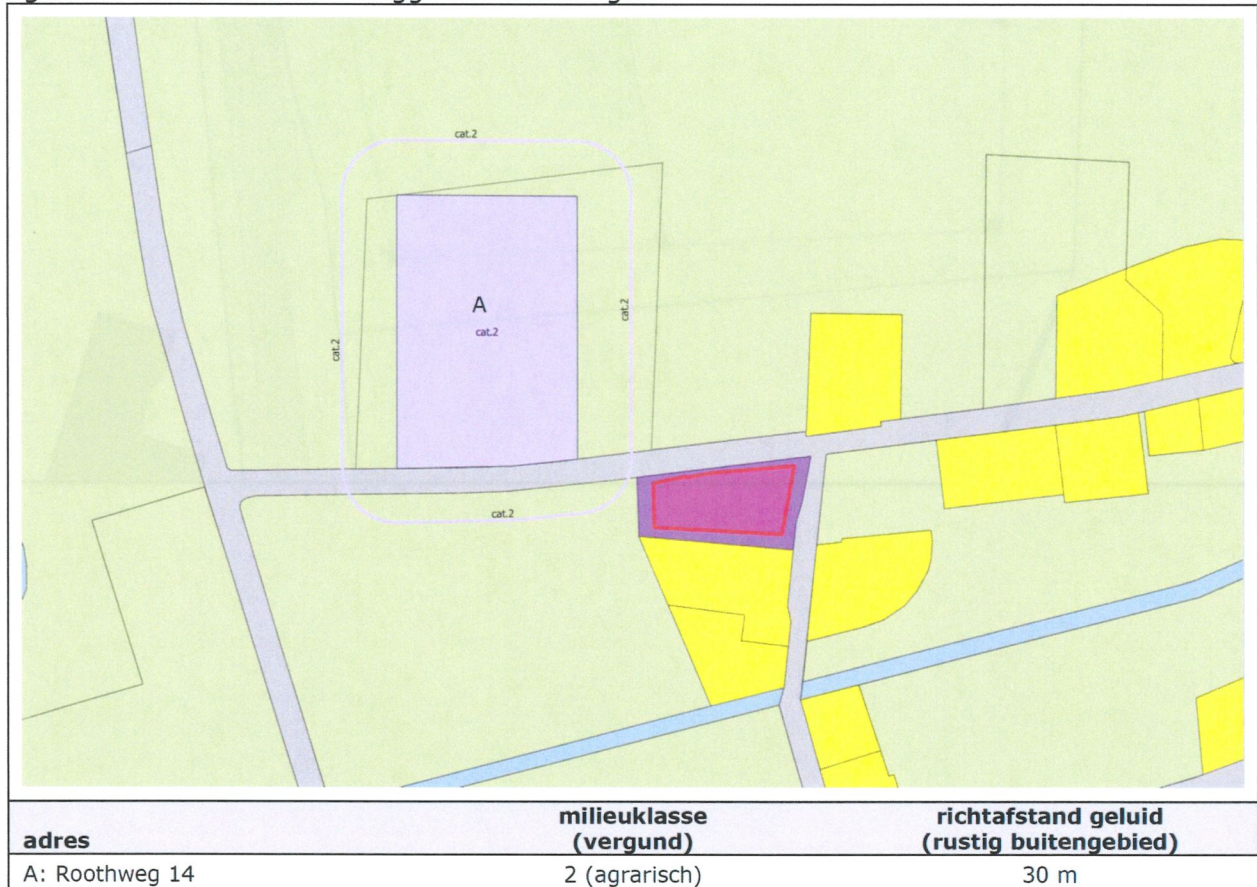 cat.2
A
cat.2
cat.2
cat.2
cat.2
adres
milieuklasse
(vergund)
richtafstand geluid
(rustig buitengebied)
A: Roothweg 14
2 (agrarisch)
30 m